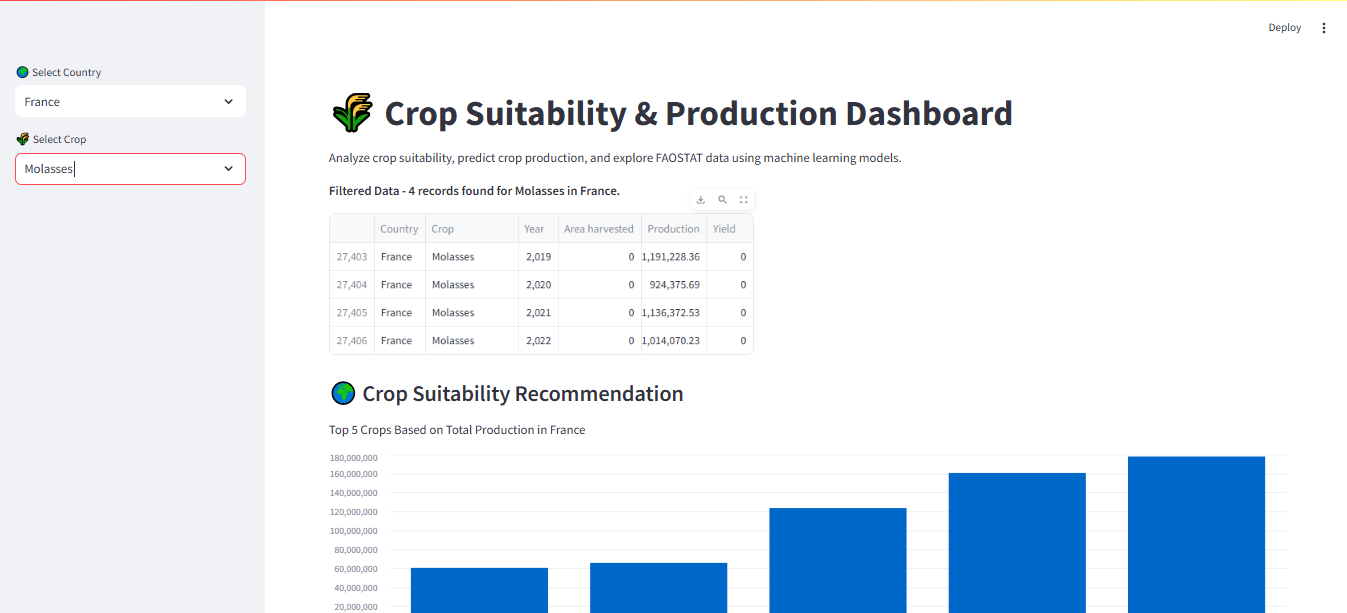 Deploy
Select Country
France
Select Crop
Molasses
Crop Suitability & Production Dashboard
Analyze crop suitability, predict crop production, and explore FAOSTAT data using machine learning models.
Filtered Data - 4 records found for Molasses in France.
Country Crop Year Area harvested Production Yield
27,403 France Molasses 2,019 0 1,191,228.36 0
27,404 France Molasses 2,020 0 924,375.69 0
27,405 France Molasses 2,021 0 1,136,372.53 0
27,406 France Molasses 2,022 0 1,014,070.23 0
Crop Suitability Recommendation
Top 5 Crops Based on Total Production in France
180,000,000
160,000,000
140,000,000
120,000,000
100,000,000
80,000,000
60,000,000
40,000,000
20,000,000